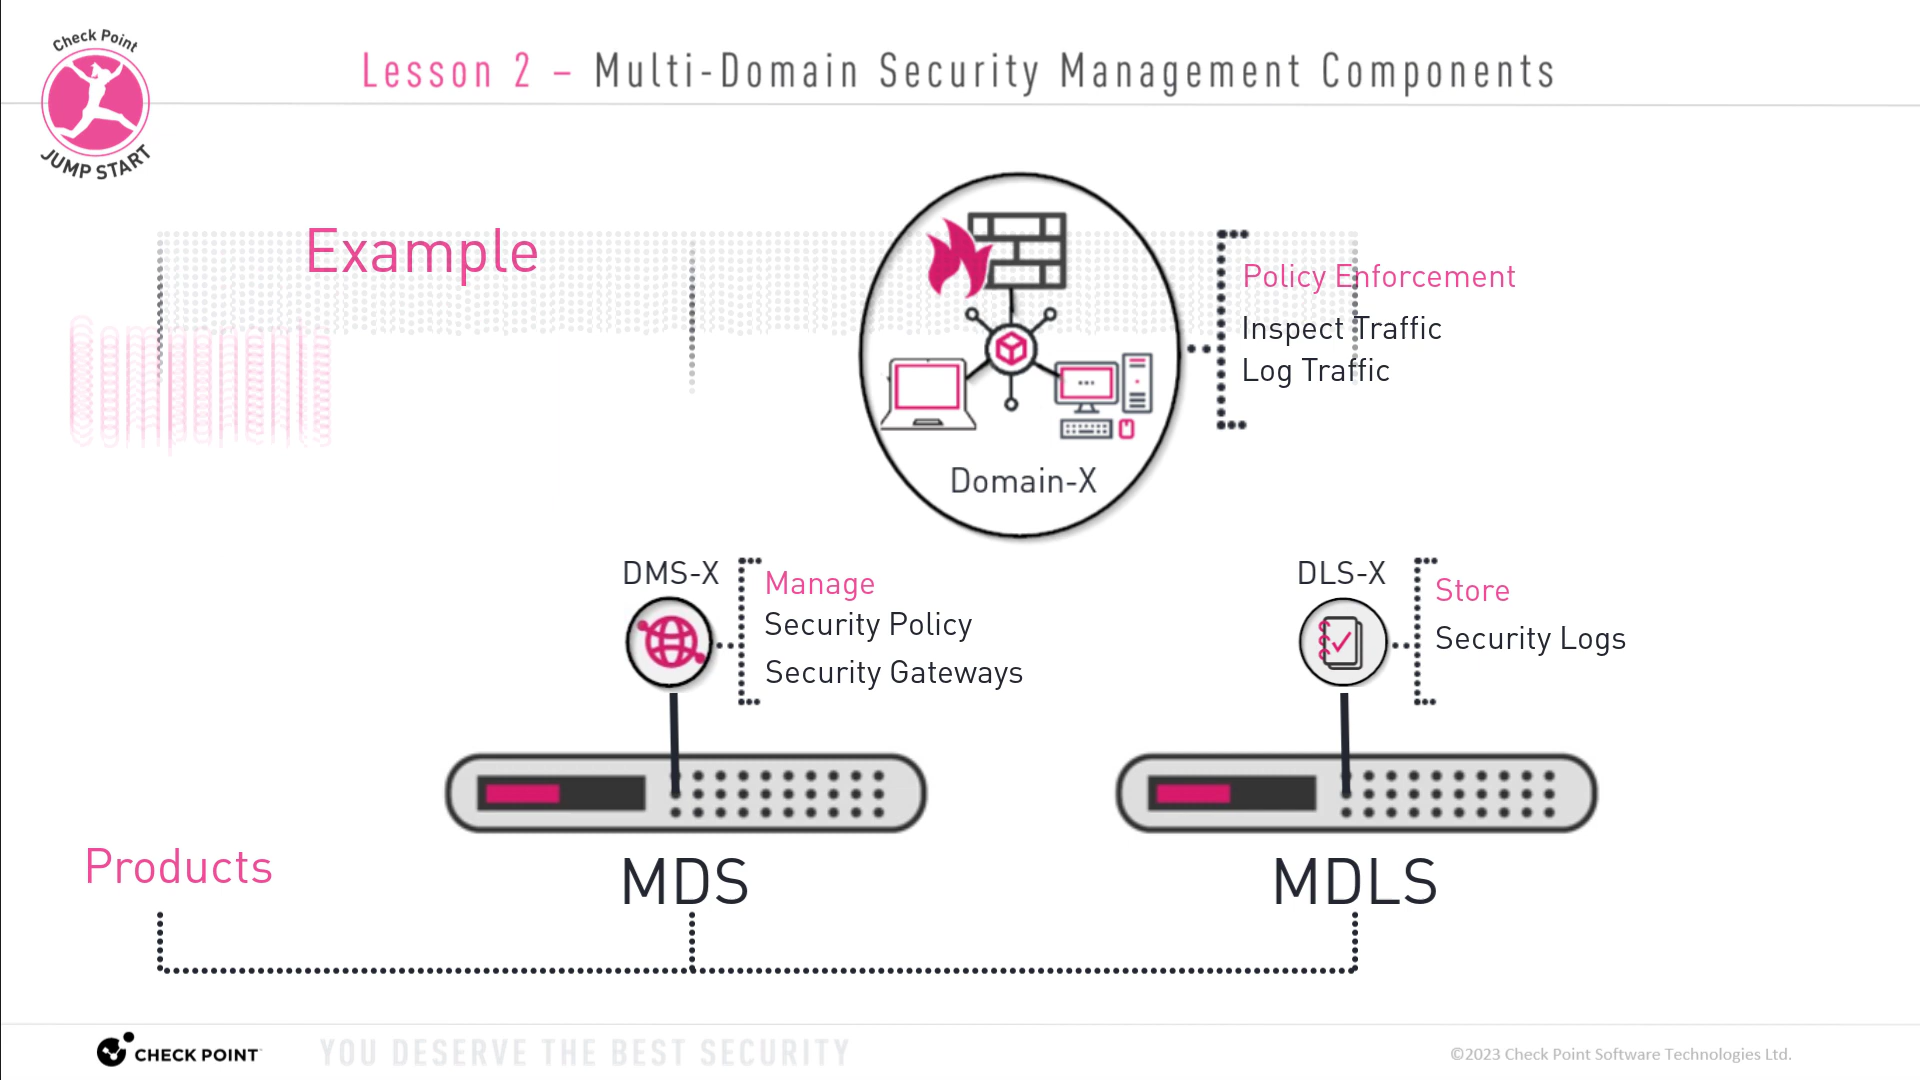 Check Point
JUMP START
Lesson 2 – Multi-Domain Security Management Components
Example
Policy Enforcement
Inspect Traffic
Log Traffic
Domain-X
DMS-X
Manage
Security Policy
Security Gateways
DLS-X
Store
Security Logs
Products
MDS
MDLS
CHECK POINT
YOU DESERVE THE BEST SECURITY
©2023 Check Point Software Technologies Ltd.